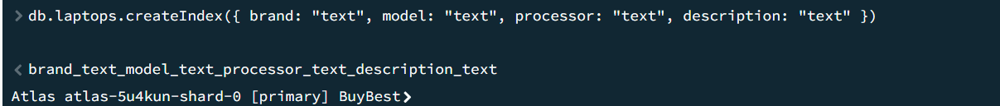 > db.laptops.createIndex({ brand: "text", model: "text", processor: "text", description: "text" })
< brand_text_model_text_processor_text_description_text
Atlas atlas-5u4kun-shard-0 [primary] BuyBest>